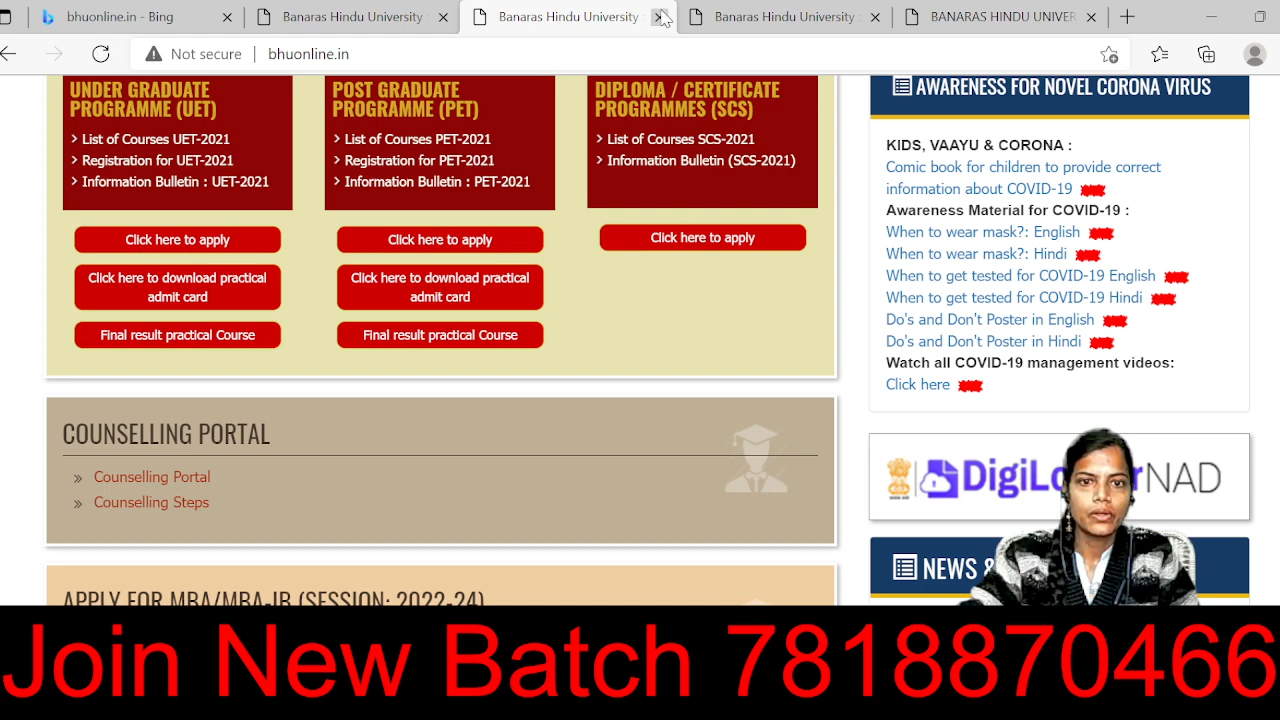 bhuonline.in - Bing
Banaras Hindu University
Banaras Hindu University
Banaras Hindu University
BANARAS HINDU UNIVER
Not secure
bhuonline.in
UNDER GRADUATE
PROGRAMME (UET)
> List of Courses UET-2021
> Registration for UET-2021
> Information Bulletin : UET-2021
Click here to apply
Click here to download practical
admit card
Final result practical Course
POST GRADUATE
PROGRAMME (PET)
> List of Courses PET-2021
> Registration for PET-2021
> Information Bulletin : PET-2021
Click here to apply
Click here to download practical
admit card
Final result practical Course
DIPLOMA / CERTIFICATE
PROGRAMMES (SCS)
> List of Courses SCS-2021
> Information Bulletin (SCS-2021)
Click here to apply
COUNSELLING PORTAL
» Counselling Portal
» Counselling Steps
APPLY FOR MBA/MBA-IB (SESSION: 2022-24)
AWARENESS FOR NOVEL CORONA VIRUS
KIDS, VAAYU & CORONA :
Comic book for children to provide correct
information about COVID-19
Awareness Material for COVID-19 :
When to wear mask?: English
When to wear mask?: Hindi
When to get tested for COVID-19 English
When to get tested for COVID-19 Hindi
Do's and Don't Poster in English
Do's and Don't Poster in Hindi
Watch all COVID-19 management videos:
Click here
NAD
NEWS &
Join New Batch 7818870466